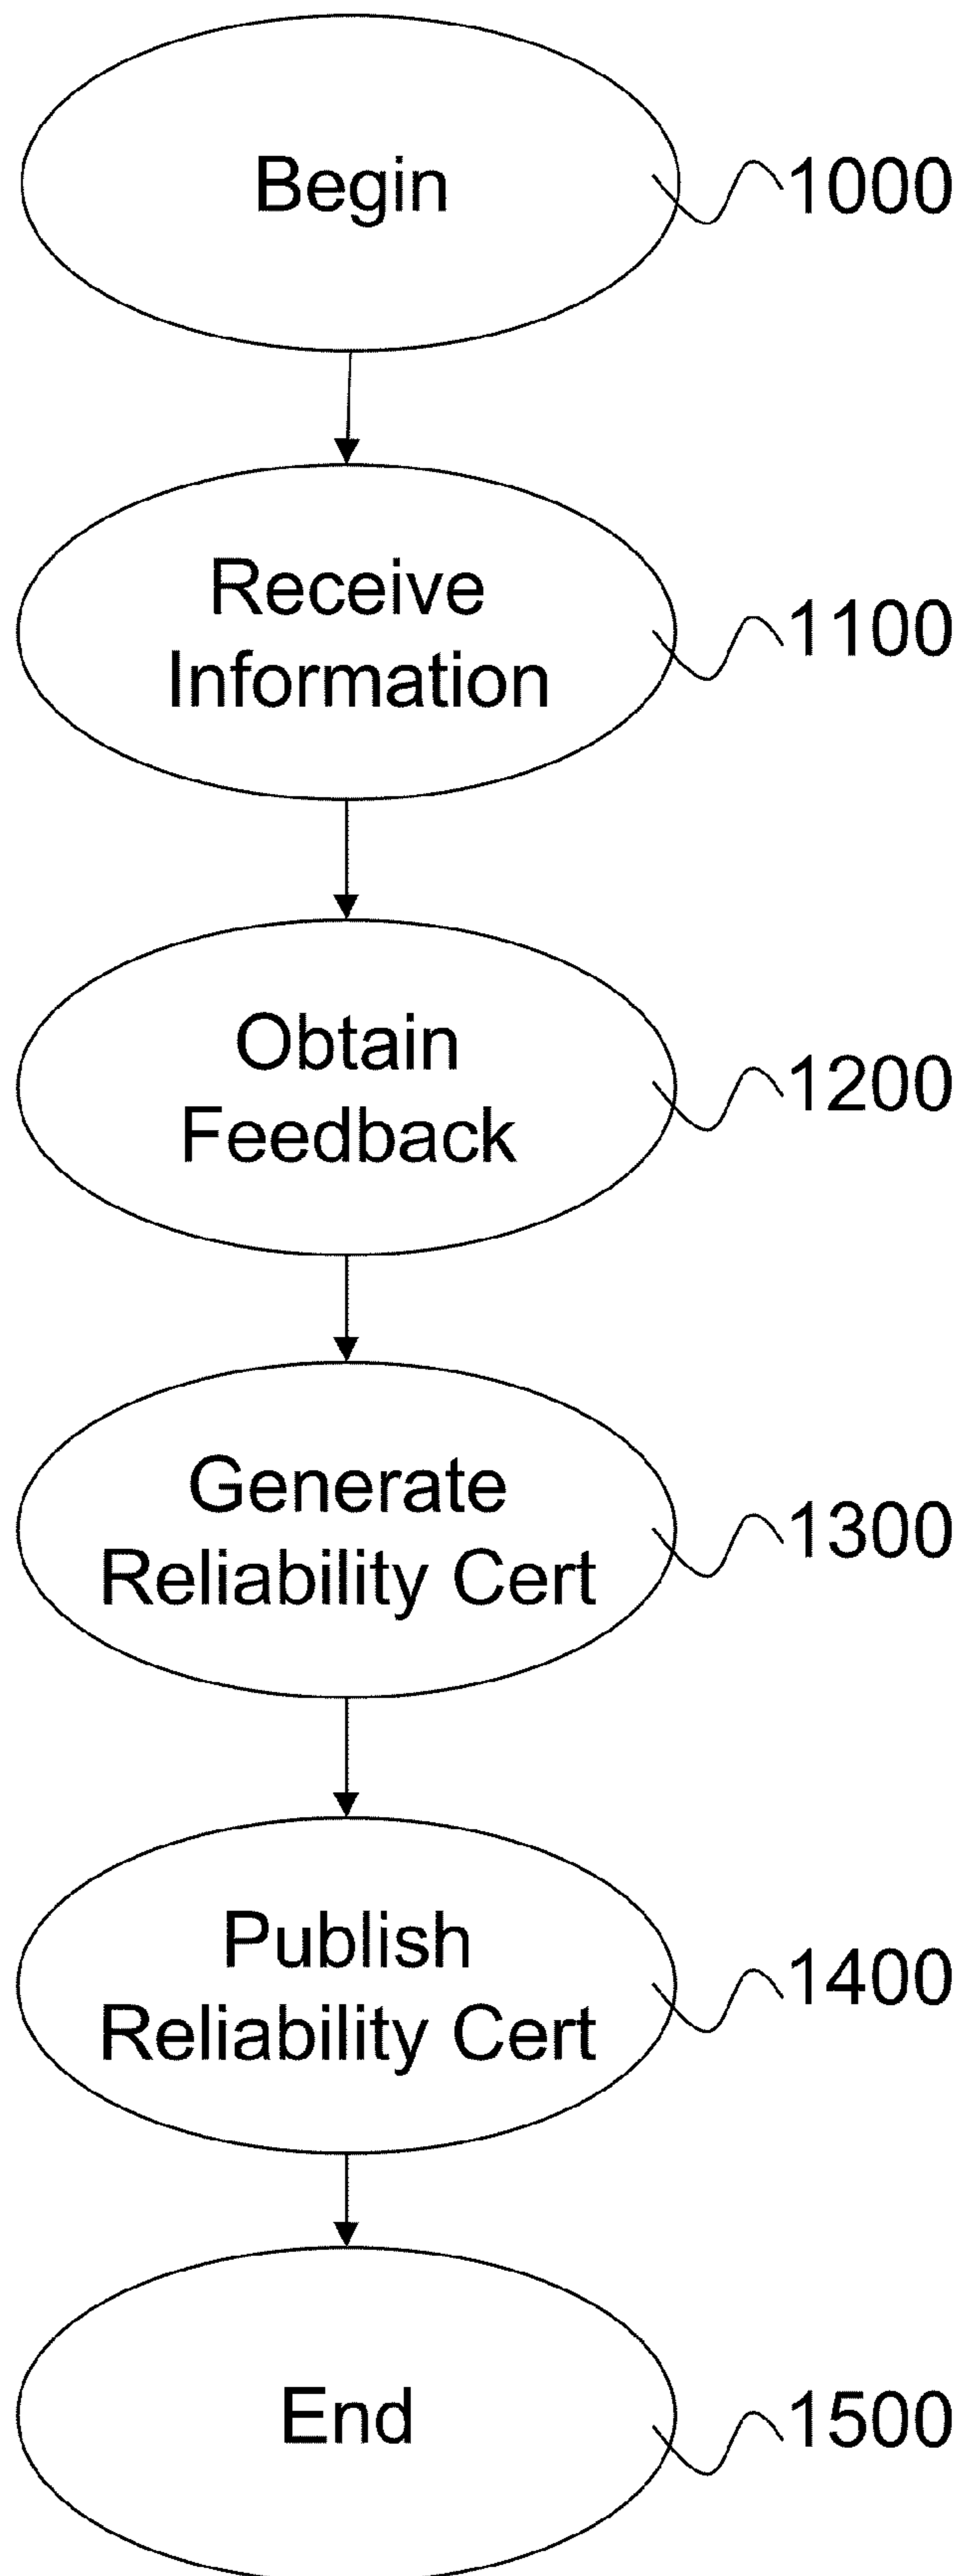 Begin
1000
Receive
Information
1100
Obtain
Feedback
1200
Generate
Reliability Cert
1300
Publish
Reliability Cert
1400
End
1500